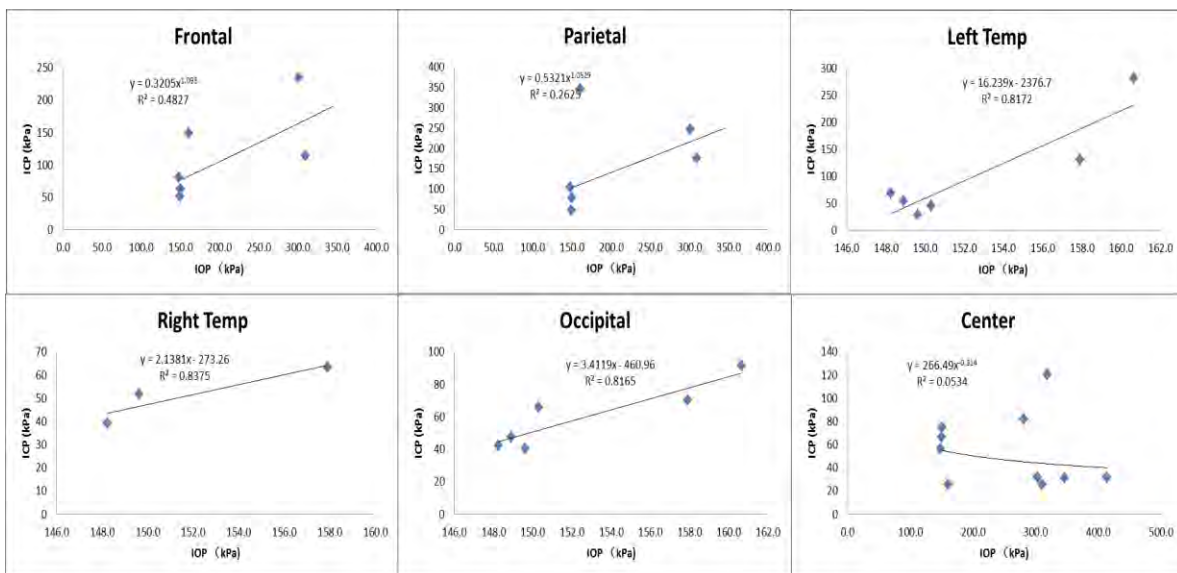 Frontal
y = 0.3205x^1.093
R² = 0.4827
ICP (kPa)
250
200
150
100
50
0
0.0 50.0 100.0 150.0 200.0 250.0 300.0 350.0 400.0
IOP (kPa)
Parietal
y = 0.5321x^1.0529
R² = 0.2625
ICP (kPa)
400
350
300
250
200
150
100
50
0
0.0 50.0 100.0 150.0 200.0 250.0 300.0 350.0 400.0
IOP (kPa)
Left Temp
y = 16.239x - 2376.7
R² = 0.8172
ICP (kPa)
300
250
200
150
100
50
0
146.0 148.0 150.0 152.0 154.0 156.0 158.0 160.0 162.0
IOP (kPa)
Right Temp
y = 2.1381x - 273.26
R² = 0.8375
ICP (kPa)
70
60
50
40
30
20
10
0
146.0 148.0 150.0 152.0 154.0 156.0 158.0 160.0
IOP (kPa)
Occipital
y = 3.4119x - 460.96
R² = 0.8165
ICP (kPa)
100
80
60
40
20
0
146.0 148.0 150.0 152.0 154.0 156.0 158.0 160.0 162.0
IOP (kPa)
Center
y = 266.49x^-0.314
R² = 0.0534
ICP (kPa)
140
120
100
80
60
40
20
0
0.0 100.0 200.0 300.0 400.0 500.0
IOP (kPa)